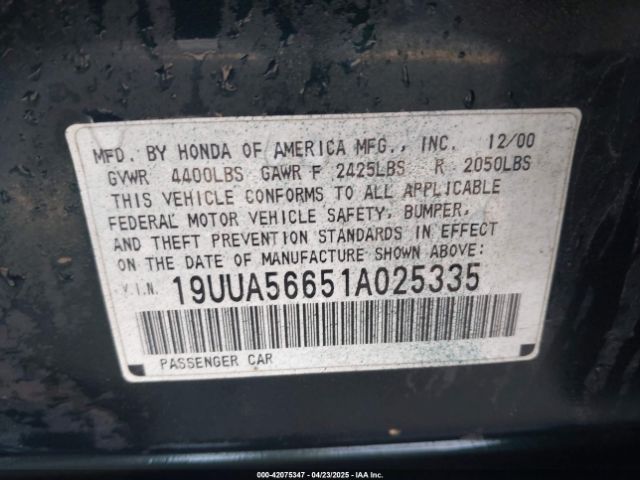 MFD. BY HONDA OF AMERICA MFG., INC. 12/00
GVWR 4400LBS GAWR F 2425LBS R 2050LBS
THIS VEHICLE CONFORMS TO ALL APPLICABLE
FEDERAL MOTOR VEHICLE SAFETY, BUMPER,
AND THEFT PREVENTION STANDARDS IN EFFECT
ON THE DATE OF MANUFACTURE SHOWN ABOVE:
V.I.N. 19UUA56651A025335
PASSENGER CAR
000-42075347 - 04/23/2025 - IAA Inc.